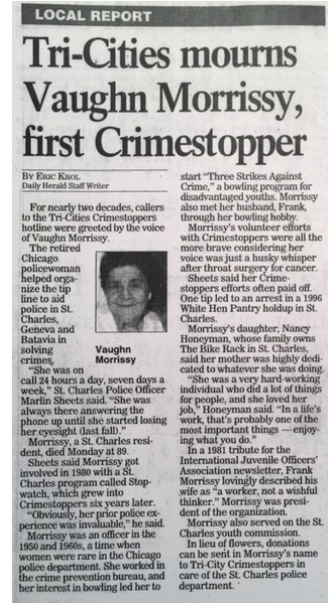 LOCAL REPORT
Tri-Cities mourns
Vaughn Morrissy,
first Crimestopper
BY ERIC KROL
Daily Herald Staff Writer
For nearly two decades, callers
to the Tri-Cities Crimestoppers
hotline were greeted by the voice
of Vaughn Morrissy.
The retired
Chicago
policewoman
helped orga-
nize the tip
line to aid
police in St.
Charles,
Geneva and
Batavia in
solving
crimes.
Vaughn
Morrissy
"She was on
call 24 hours a day, seven days a
week," St. Charles Police Officer
Marlin Sheets said. "She was
always there answering the
phone up until she started losing
her eyesight (last fall)."
Morrissy, a St. Charles resi-
dent, died Monday at 89.
Sheets said Morrissy got
involved in 1980 with a St.
Charles program called Stop-
watch, which grew into
Crimestoppers six years later.
"Obviously, her prior police ex-
perience was invaluable," he said.
Morrissy was an officer in the
1950 and 1960s, a time when
women were rare in the Chicago
police department. She worked in
the crime prevention bureau, and
her interest in bowling led her to
start "Three Strikes Against
Crime," a bowling program for
disadvantaged youths. Morrissy
also met her husband, Frank,
through her bowling hobby.
Morrissy's volunteer efforts
with Crimestoppers were all the
more brave considering her
voice was just a husky whisper
after throat surgery for cancer.
Sheets said her Crime-
stoppers efforts often paid off.
One tip led to an arrest in a 1996
White Hen Pantry holdup in St.
Charles.
Morrissy's daughter, Nancy
Honeyman, whose family owns
The Bike Rack in St. Charles,
said her mother was highly dedi-
cated to whatever she was doing.
"She was a very hard-working
individual who did a lot of things
for people, and she loved her
job," Honeyman said. "In a life's
work, that's probably one of the
most important things — enjoy-
ing what you do."
In a 1981 tribute for the
International Juvenile Officers'
Association newsletter, Frank
Morrissy lovingly described his
wife as "a worker, not a wishful
thinker." Morrissy was presi-
dent of the organization.
Morrissy also served on the St.
Charles youth commission.
In lieu of flowers, donations
can be sent in Morrissy's name
to Tri-City Crimestoppers in
care of the St. Charles police
department.